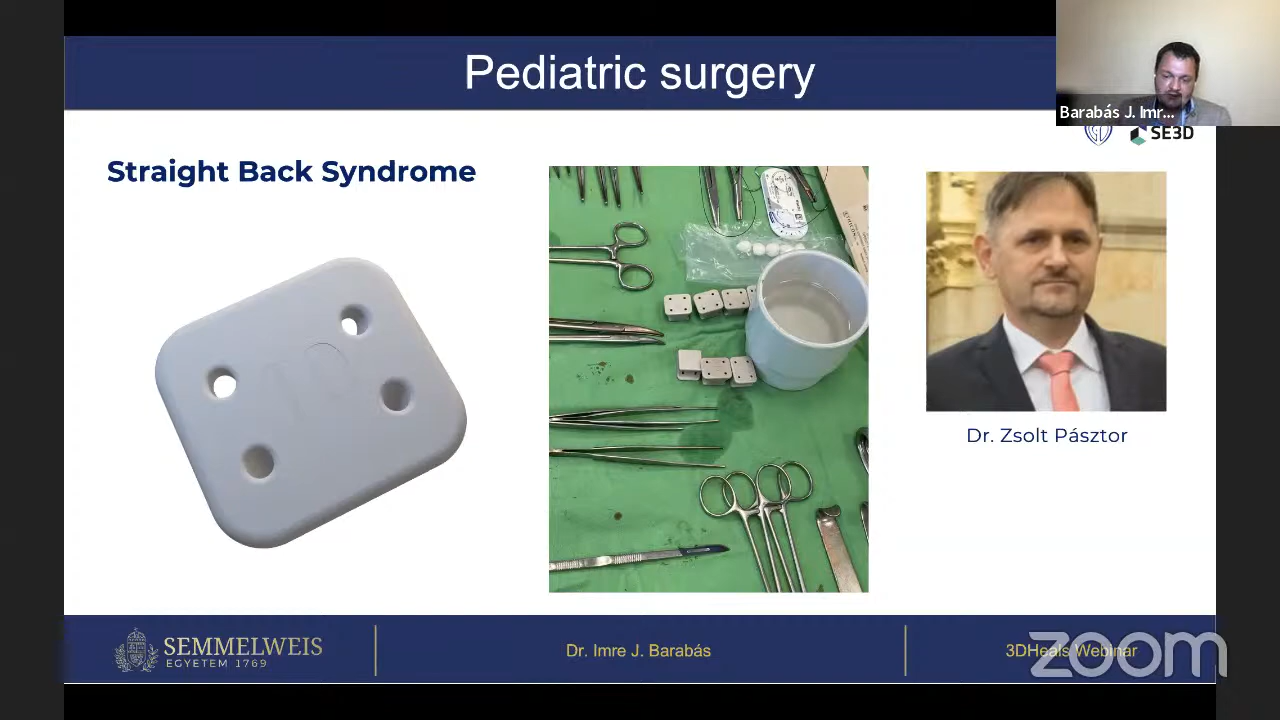 Pediatric surgery
Barabás J. Imr...
SE3D
Straight Back Syndrome
Dr. Zsolt Pásztor
SEMMELWEIS
EGYETEM 1769
Dr. Imre J. Barabás
3DHeals Webinar
zoom